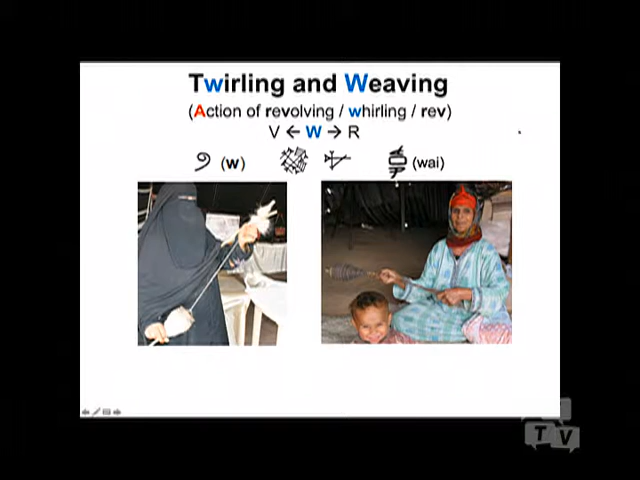 Twirling and Weaving
(Action of revolving / whirling / rev)
V ← W → R
(w)
(wai)
TV